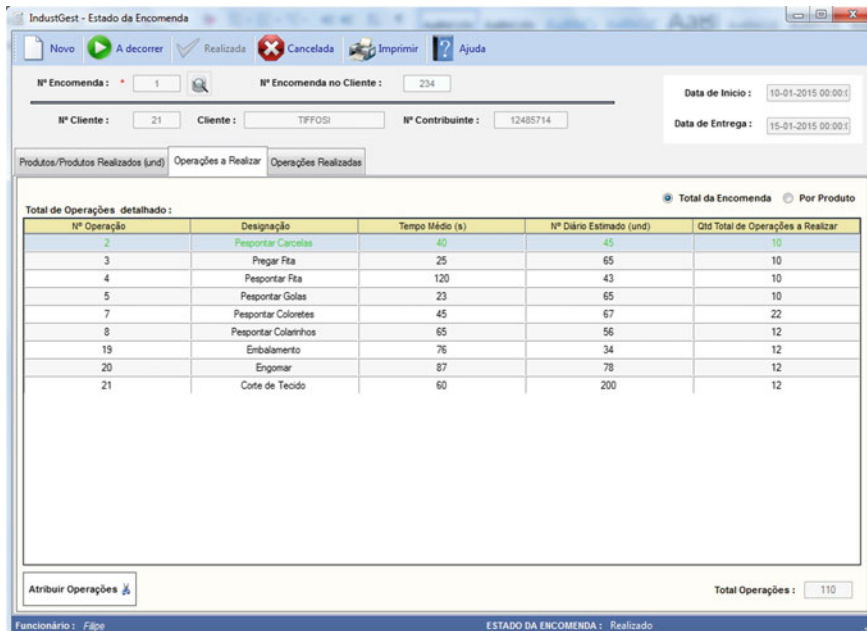 IndustGest - Estado da Encomenda
Novo A decorrer Realizada Cancelada Imprimir ? Ajuda
Nº Encomenda : * 1 Nº Encomenda no Cliente : 234
Data de Inicio : 10-01-2015 00:00:(
Nº Cliente : 21 Cliente : TIFFOSI Nº Contribuinte : 12485714
Data de Entrega : 15-01-2015 00:00:(
Produtos/Produtos Realizados (und) Operações a Realizar Operações Realizadas
Total da Encomenda Por Produto
Total de Operações detalhado :
Nº Operação Designação Tempo Médio (s) Nº Diário Estimado (und) Qtd Total de Operações a Realizar
2 Pespontar Carcelas 40 45 10
3 Pregar Fita 25 65 10
4 Pespontar Fita 120 43 10
5 Pespontar Golas 23 65 10
7 Pespontar Coloretes 45 67 22
8 Pespontar Colarinhos 65 56 12
19 Embalamento 76 34 12
20 Engomar 87 78 12
21 Corte de Tecido 60 200 12
Atribuir Operações Total Operações : 110
Funcionário : Filipe ESTADO DA ENCOMENDA : Realizado